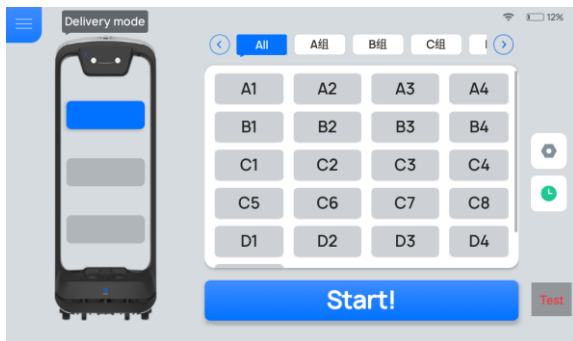 Delivery mode
12%
All A组 B组 C组
A1 A2 A3 A4
B1 B2 B3 B4
C1 C2 C3 C4
C5 C6 C7 C8
D1 D2 D3 D4
Start!
Test